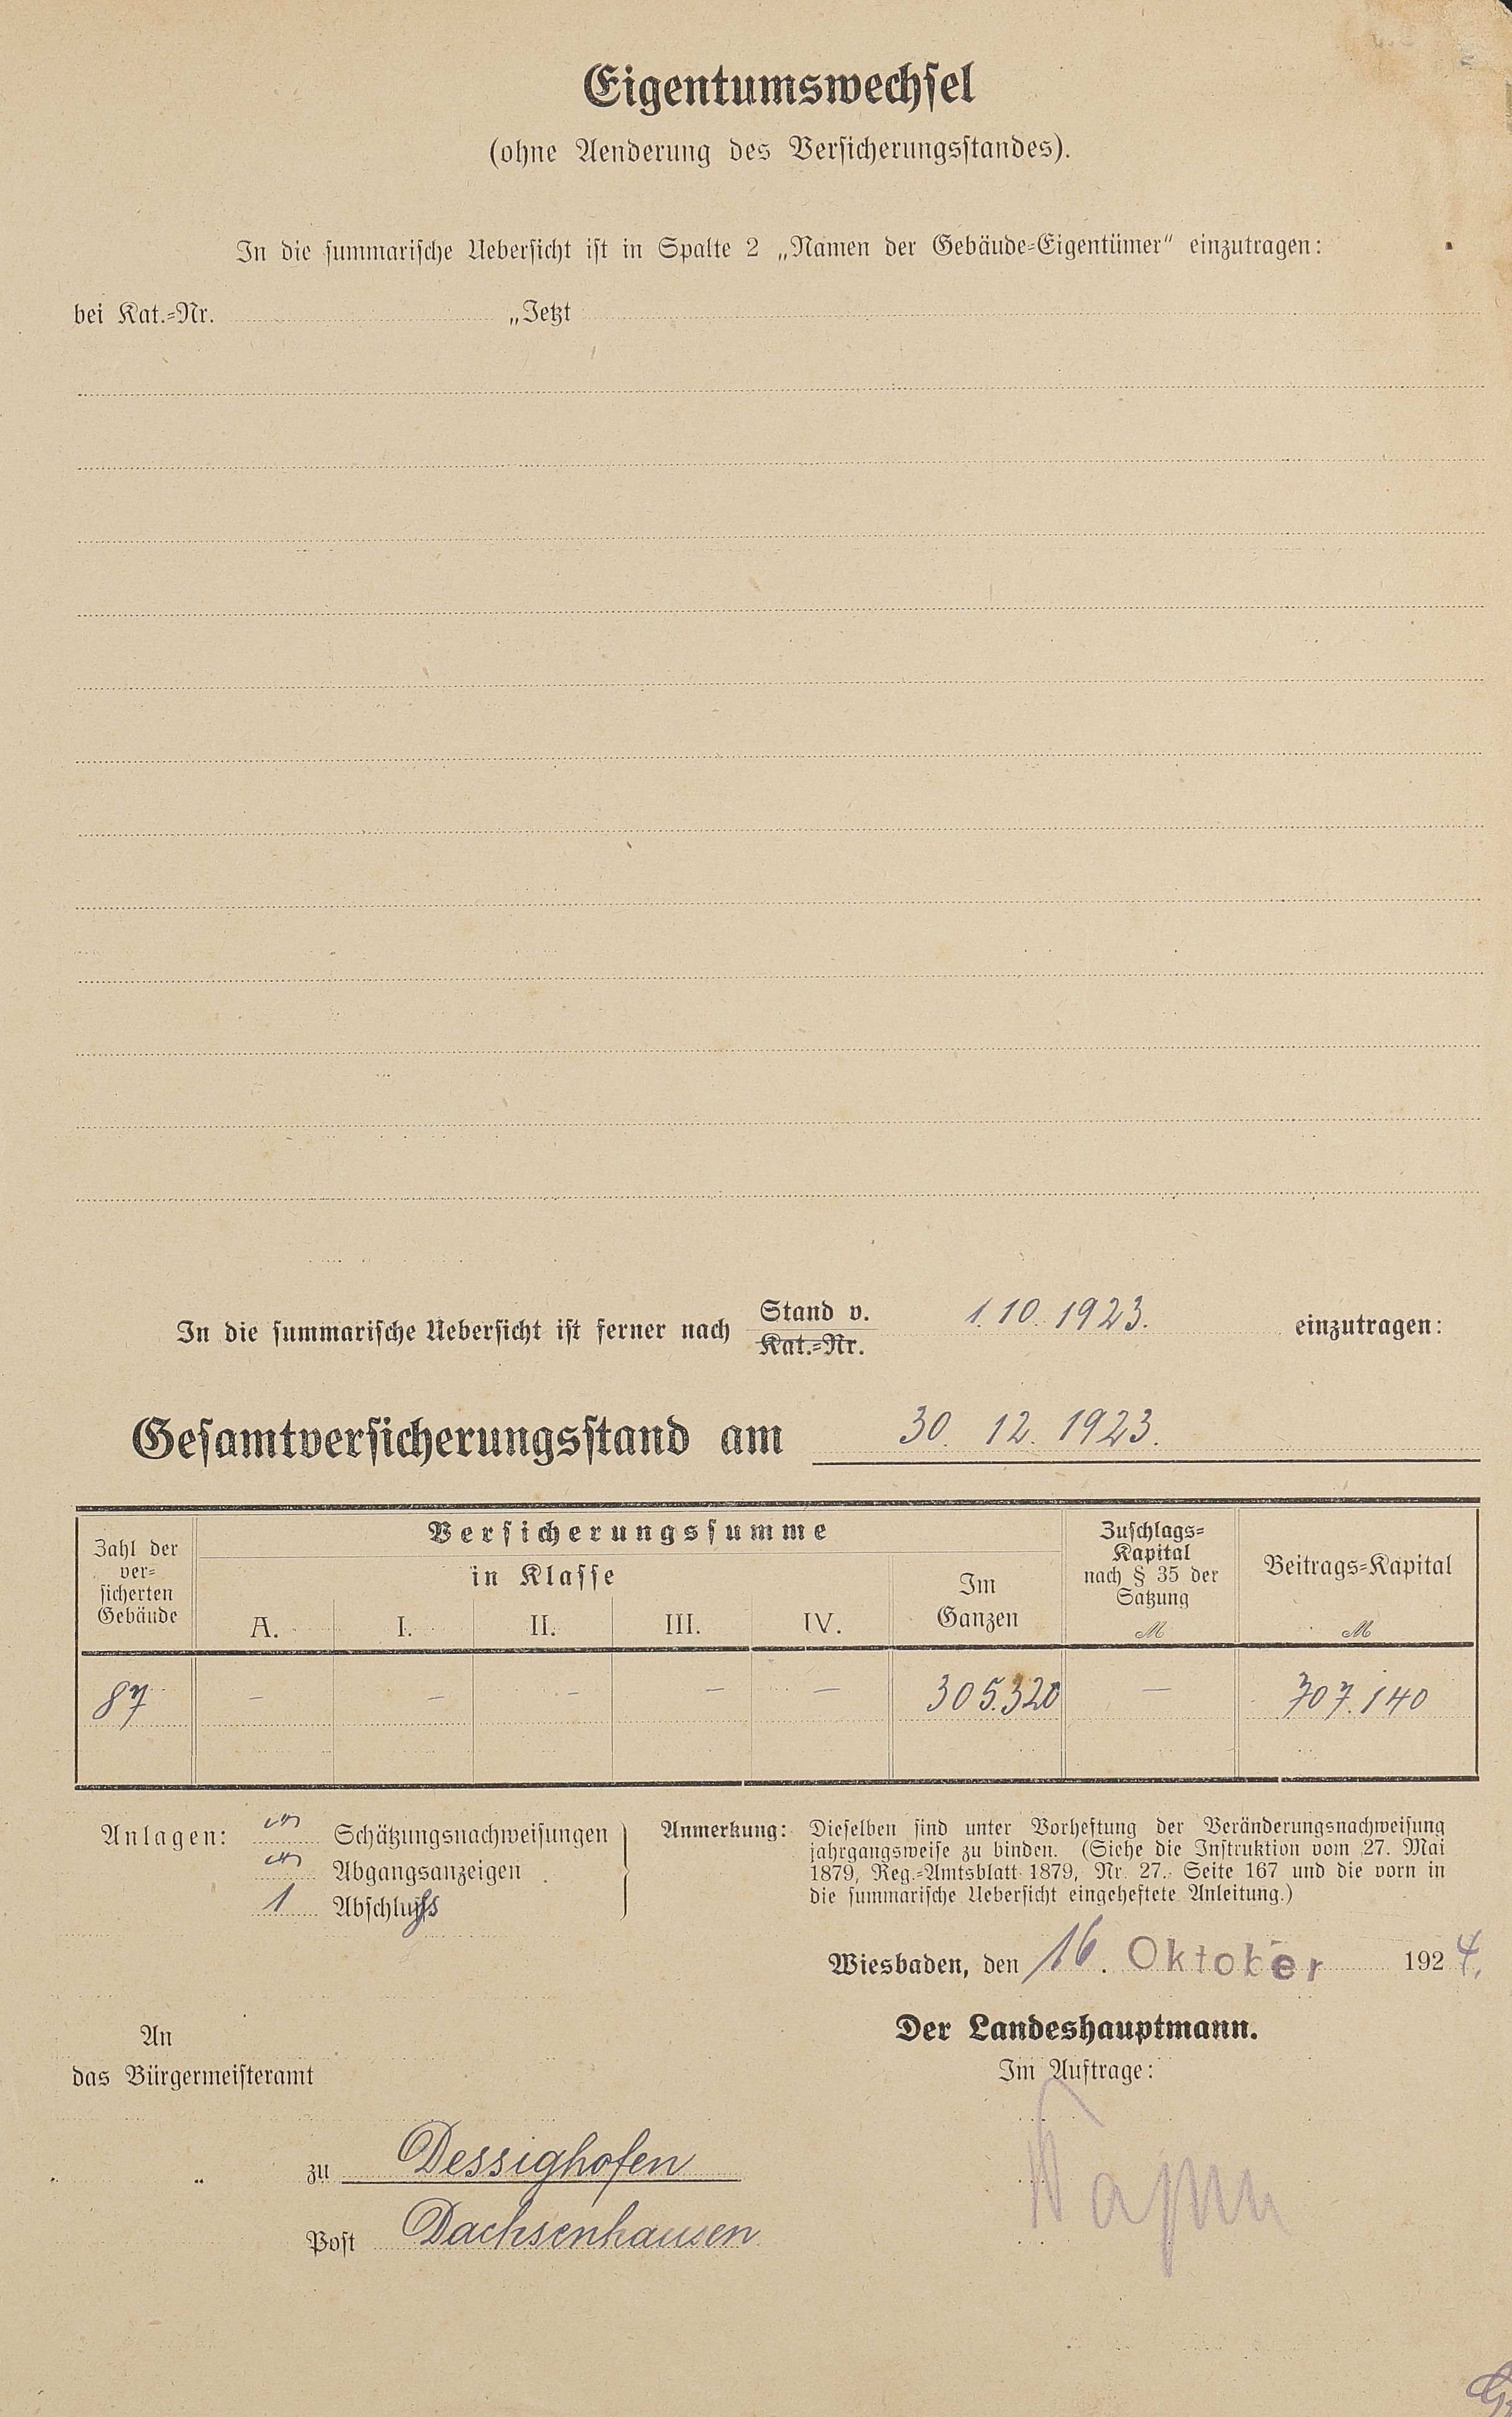 Eigentumswechsel
(ohne Aenderung des Versicherungsstandes).
In die summarische Uebersicht ist in Spalte 2 „Namen der Gebäude-Eigentümer" einzutragen:
bei Kat.-Nr. „Jetzt
In die summarische Uebersicht ist ferner nach Stand v. 1.10.1923. einzutragen:
Kat.-Nr.
Gesamtversicherungsstand am 30. 12. 1923.
Zahl der versicherten Gebäude
Versicherungssumme
in Klasse
A. I. II. III. IV. Im Ganzen
Zuschlags-Kapital nach § 35 der Satzung M
Beitrags-Kapital M
87 – – – – – 305.320 – 707.140
Anlagen: Schätzungsnachweisungen
Abgangsanzeigen
1 Abschluss
Anmerkung: Dieselben sind unter Vorheftung der Veränderungsnachweisung
jahrgangsweise zu binden. (Siehe die Instruktion vom 27. Mai
1879, Reg.-Amtsblatt 1879, Nr. 27. Seite 167 und die vorn in
die summarische Uebersicht eingeheftete Anleitung.)
Wiesbaden, den 16. Oktober 1924.
Der Landeshauptmann.
Im Auftrage:
An
das Bürgermeisteramt
zu Dessighofen
Post Dachsenhausen